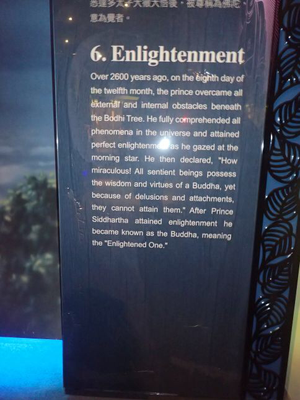 意為覺者。
6. Enlightenment
Over 2600 years ago, on the eighth day of
the twelfth month, the prince overcame all
external and internal obstacles beneath
the Bodhi Tree. He fully comprehended all
phenomena in the universe and attained
perfect enlightenment as he gazed at the
morning star. He then declared, "How
miraculous! All sentient beings possess
the wisdom and virtues of a Buddha, yet
because of delusions and attachments,
they cannot attain them." After Prince
Siddhartha attained enlightenment he
became known as the Buddha, meaning
the "Enlightened One."